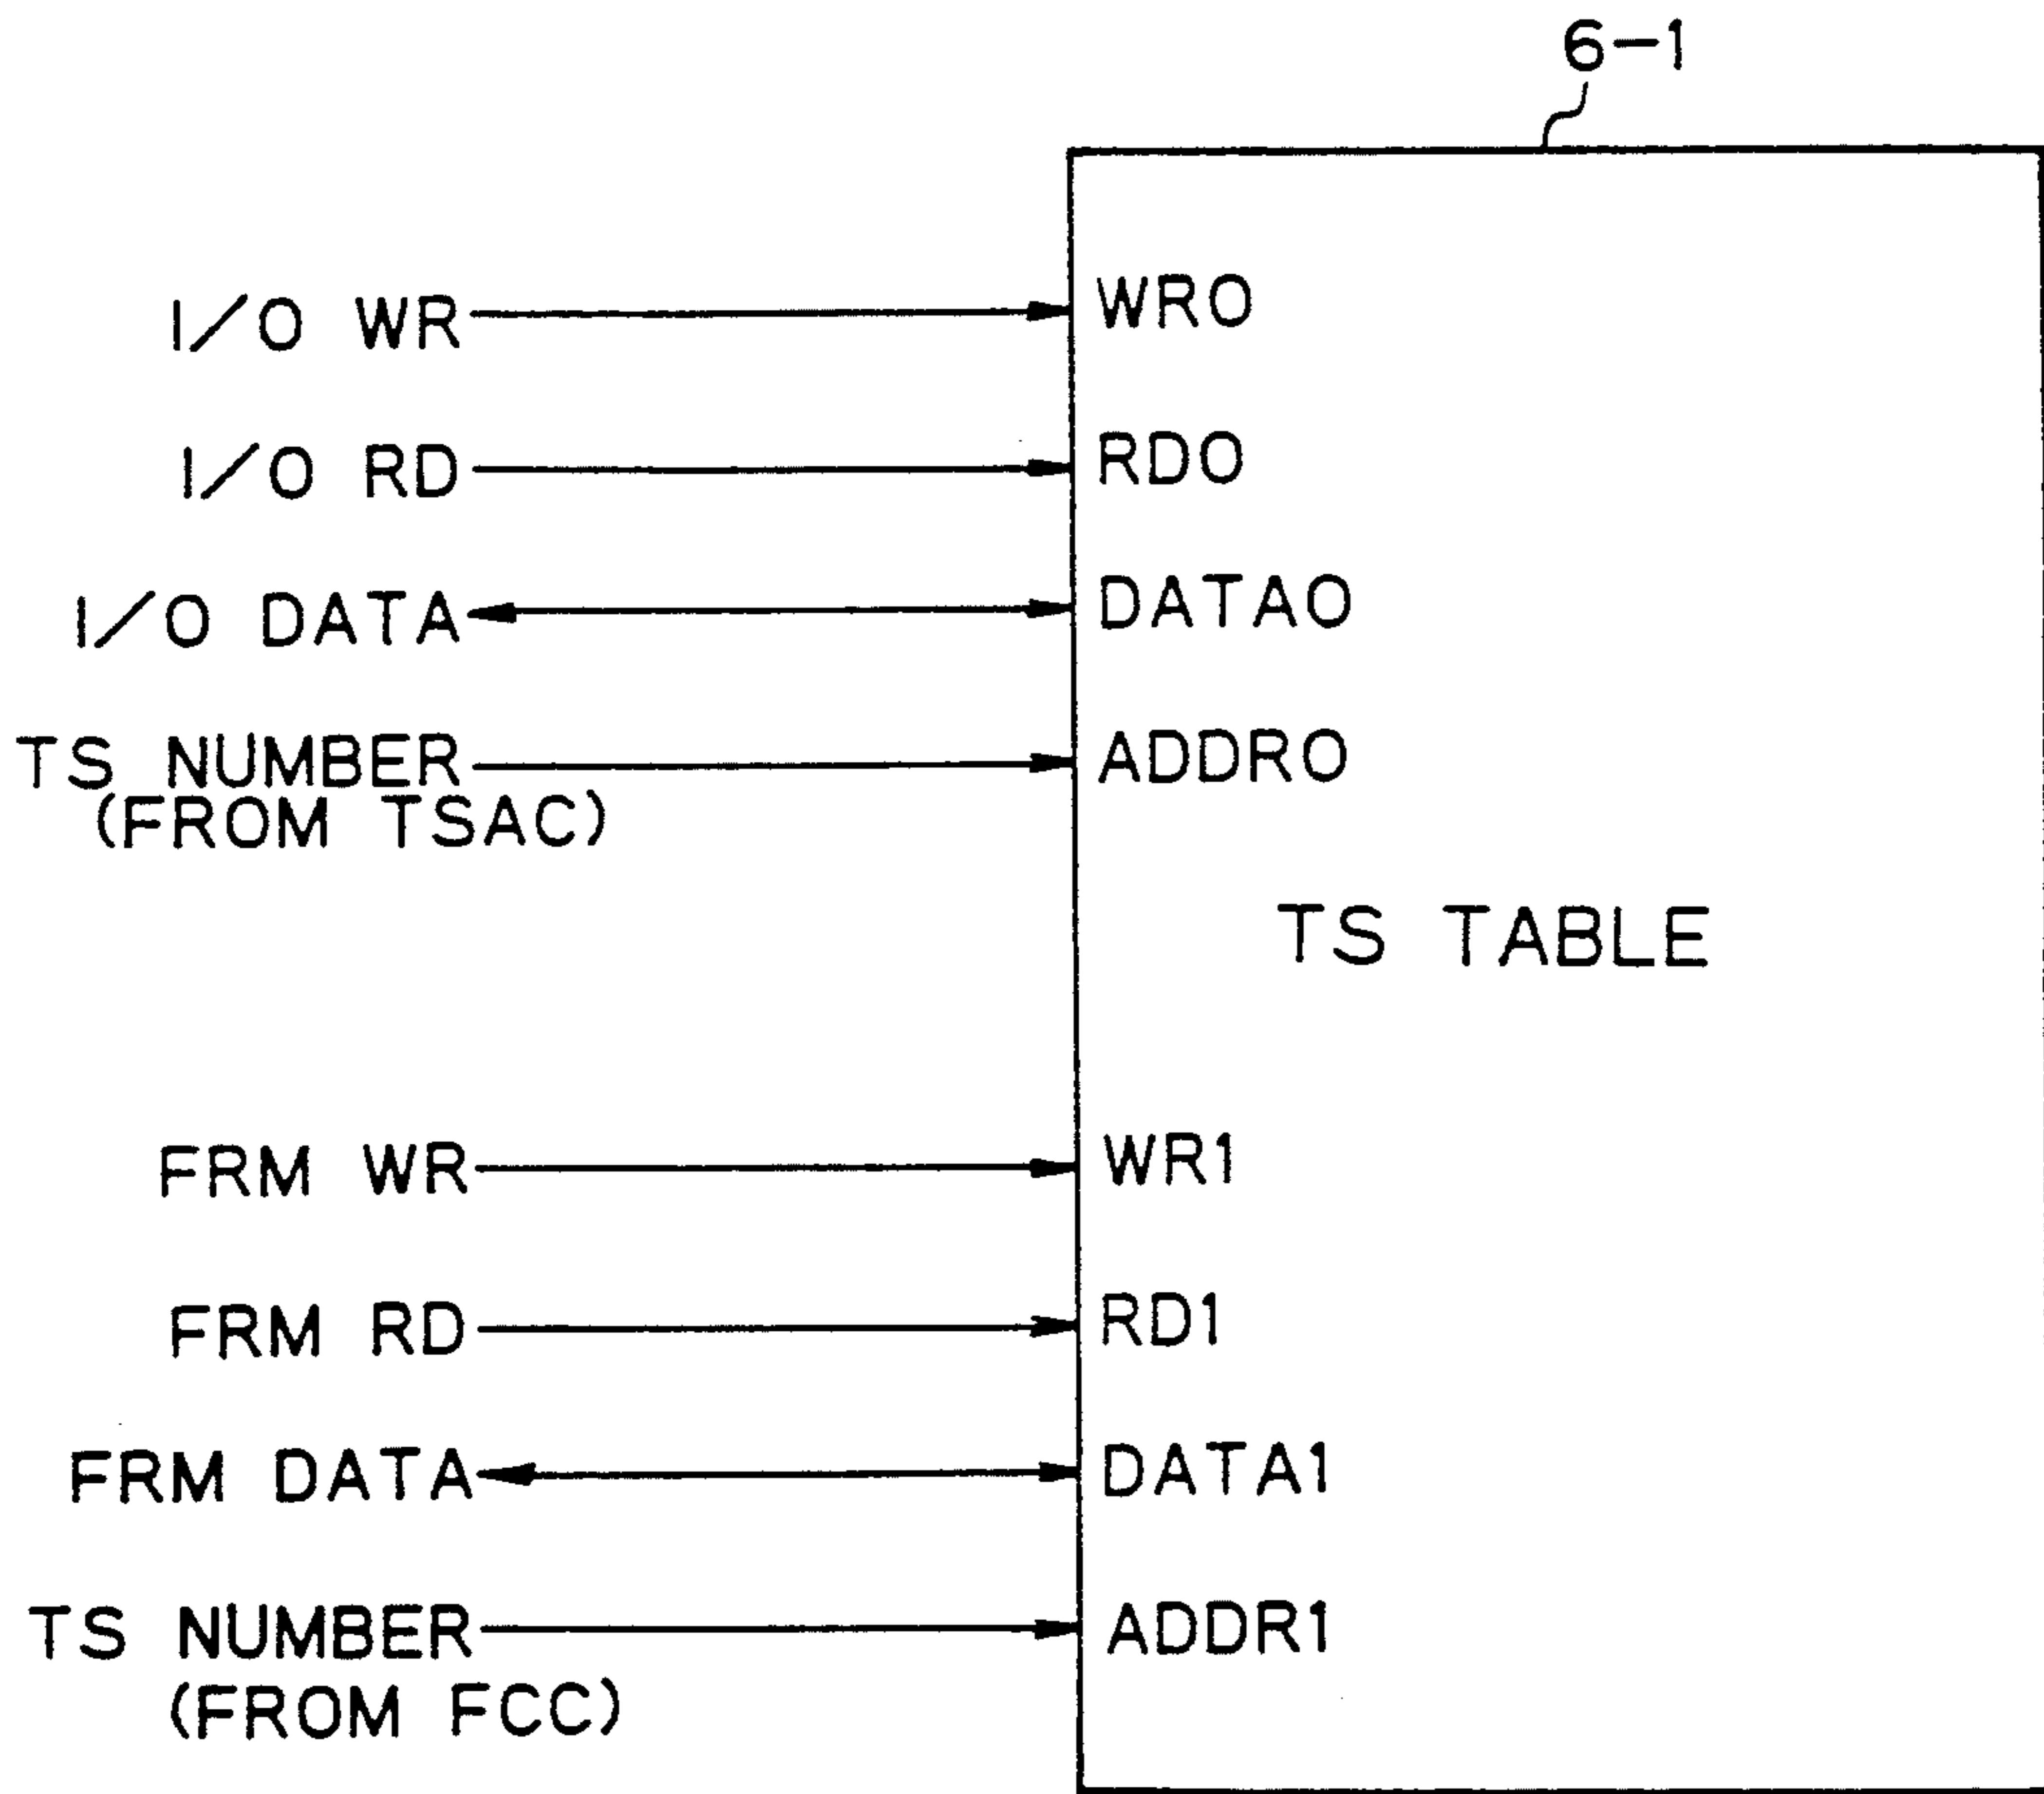 6-1
I/O WR WR0
I/O RD RD0
I/O DATA DATA0
TS NUMBER ADDR0
(FROM TSAC)
TS TABLE
FRM WR WR1
FRM RD RD1
FRM DATA DATA1
TS NUMBER ADDR1
(FROM FCC)